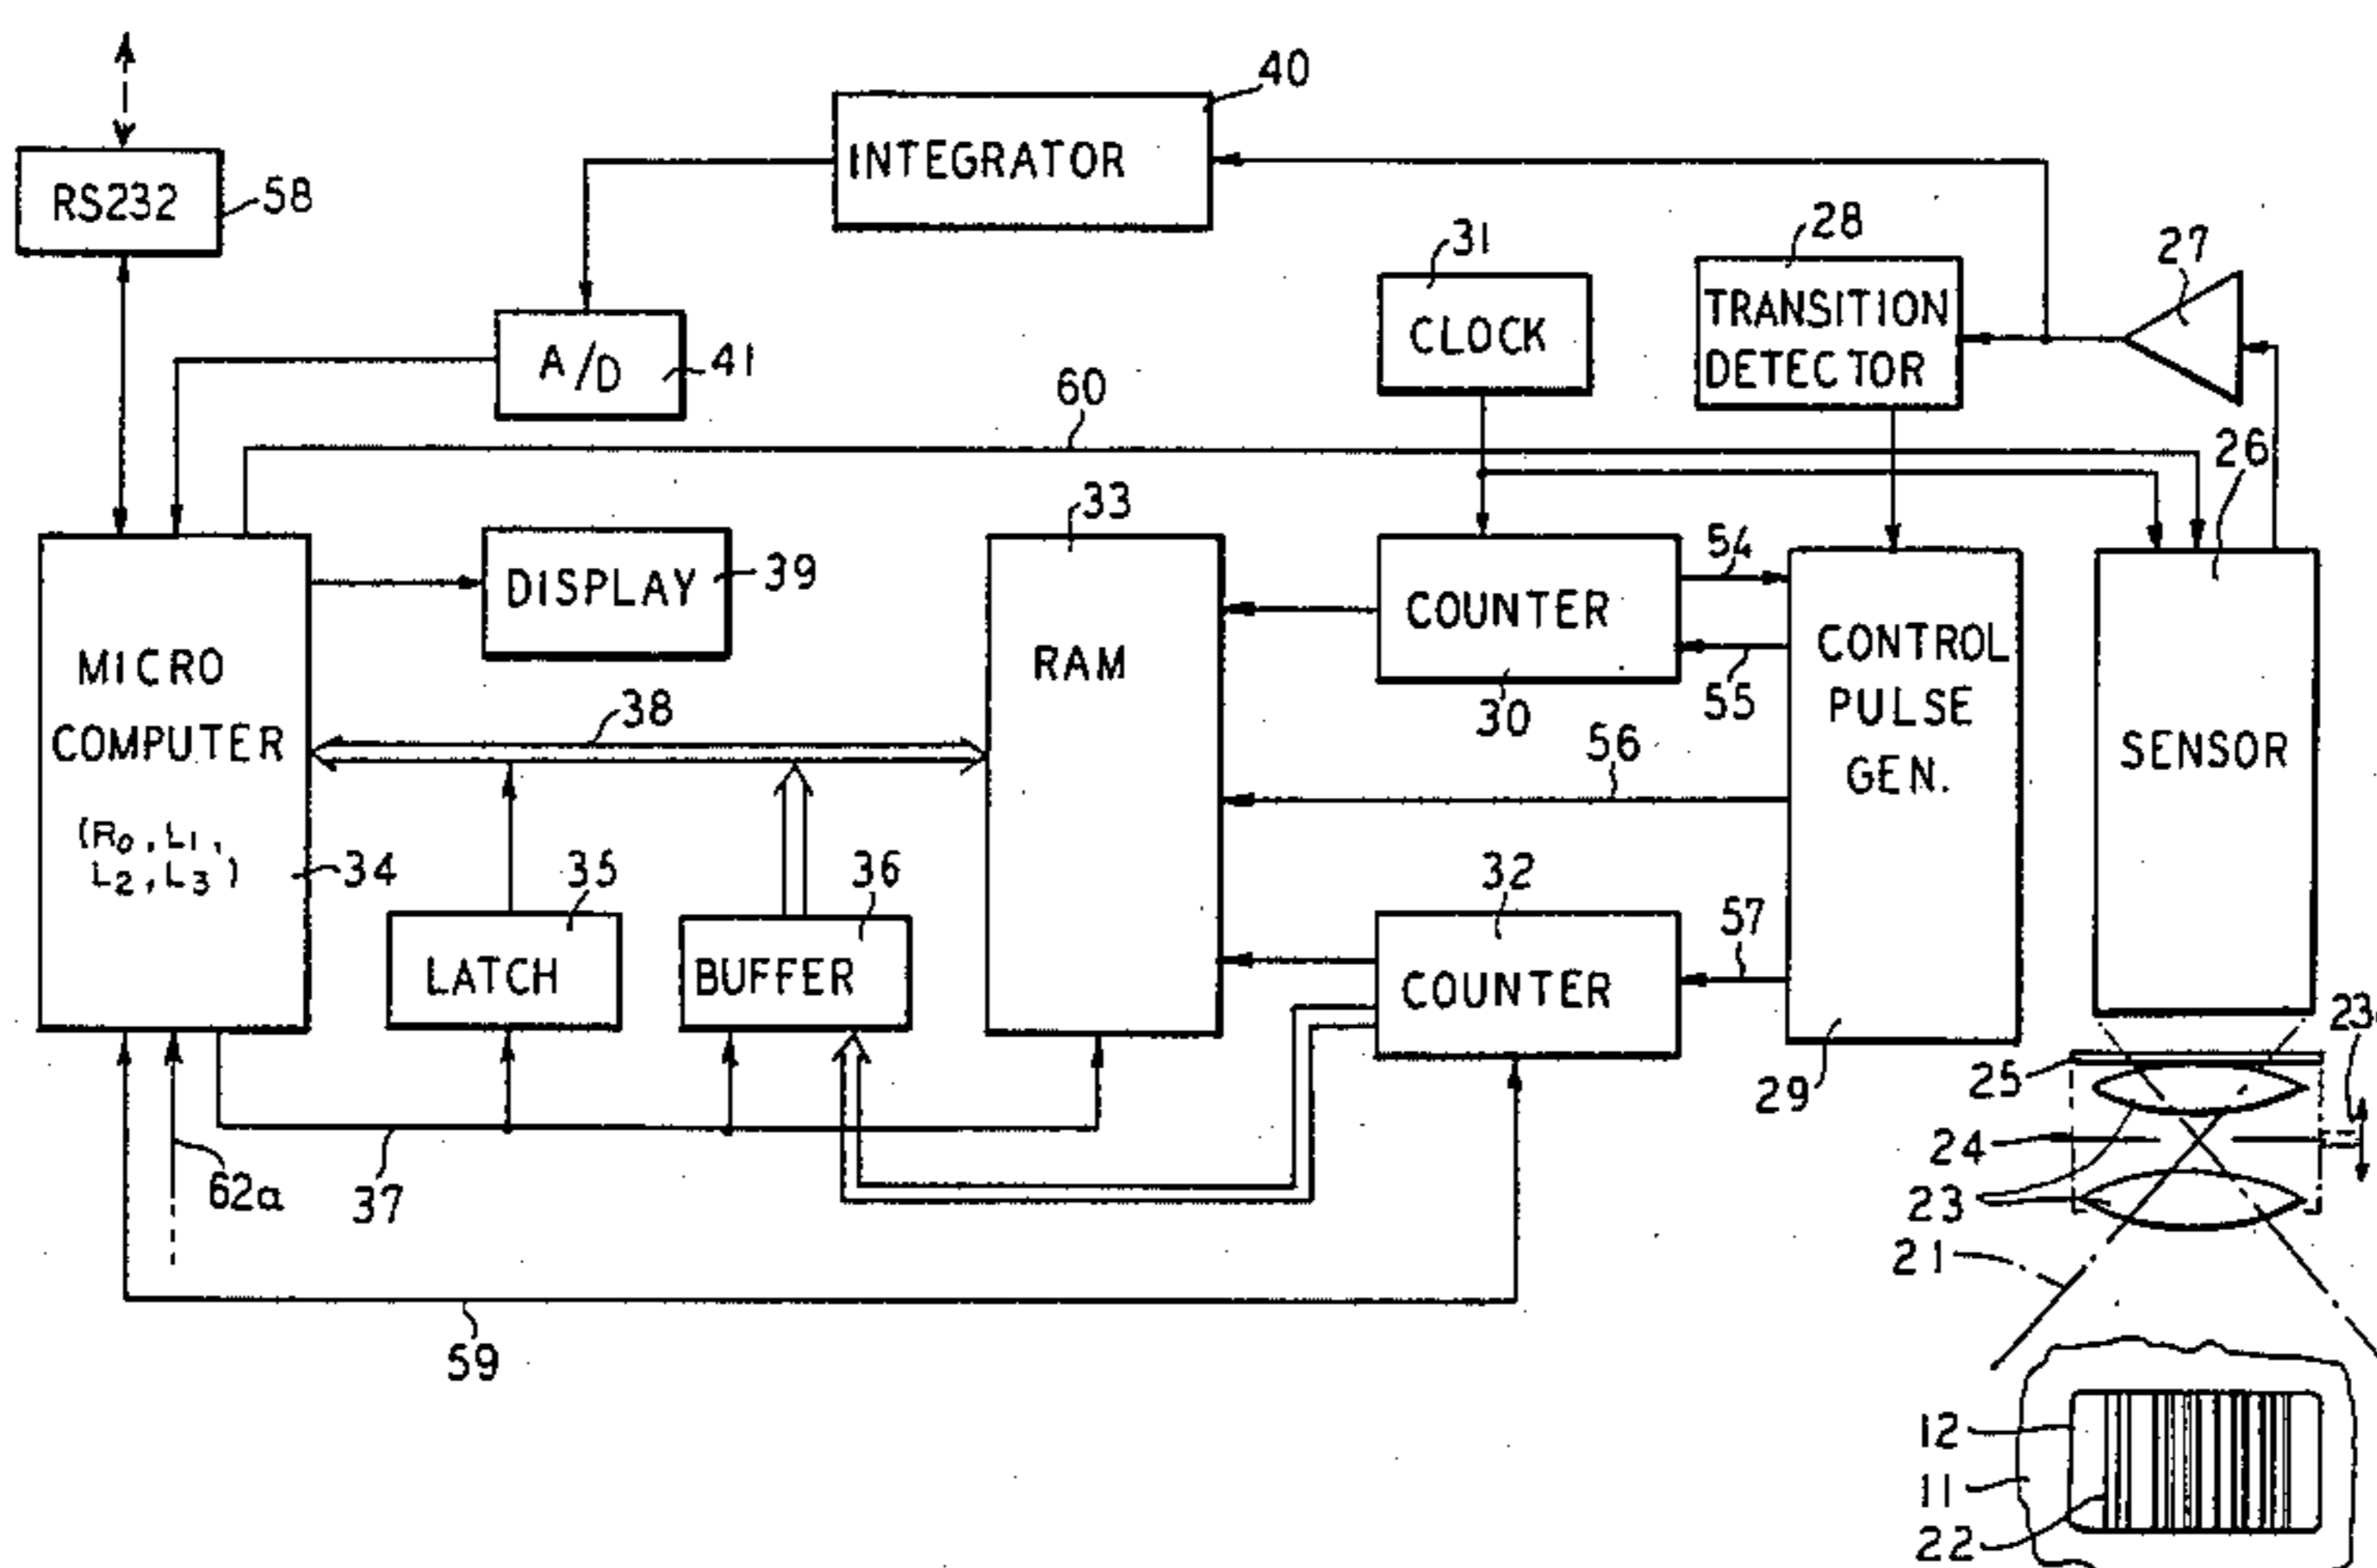 40
INTEGRATOR
RS232
58
31
28
27
CLOCK
TRANSITION
DETECTOR
A/D
41
60
26
33
54
DISPLAY
39
COUNTER
CONTROL
PULSE
GEN.
RAM
MICRO
COMPUTER
38
30
55
SENSOR
56
(R0, L1,
L2, L3)
34
35
36
32
57
LATCH
BUFFER
COUNTER
29
25
24
23
62a
37
21
59
12
11
22